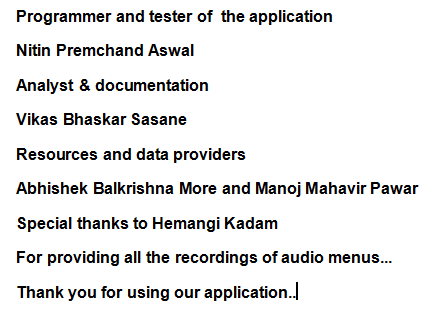 Programmer and tester of  the application
Nitin Premchand Aswal
Analyst & documentation
Vikas Bhaskar Sasane
Resources and data providers
Abhishek Balkrishna More and Manoj Mahavir Pawar
Special thanks to Hemangi Kadam
For providing all the recordings of audio menus...
Thank you for using our application..